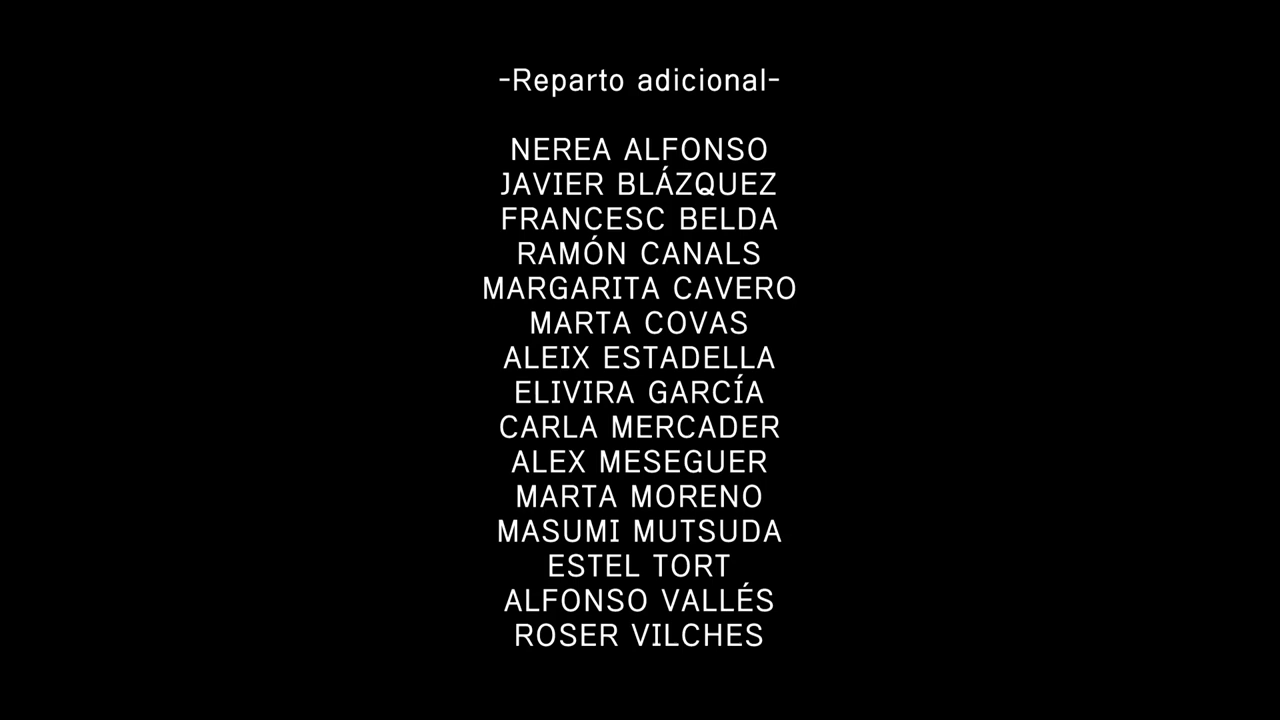 -Reparto adicional-
NEREA ALFONSO
JAVIER BLÁZQUEZ
FRANCESC BELDA
RAMÓN CANALS
MARGARITA CAVERO
MARTA COVAS
ALEIX ESTADELLA
ELIVIRA GARCÍA
CARLA MERCADER
ALEX MESEGUER
MARTA MORENO
MASUMI MUTSUDA
ESTEL TORT
ALFONSO VALLÉS
ROSER VILCHES